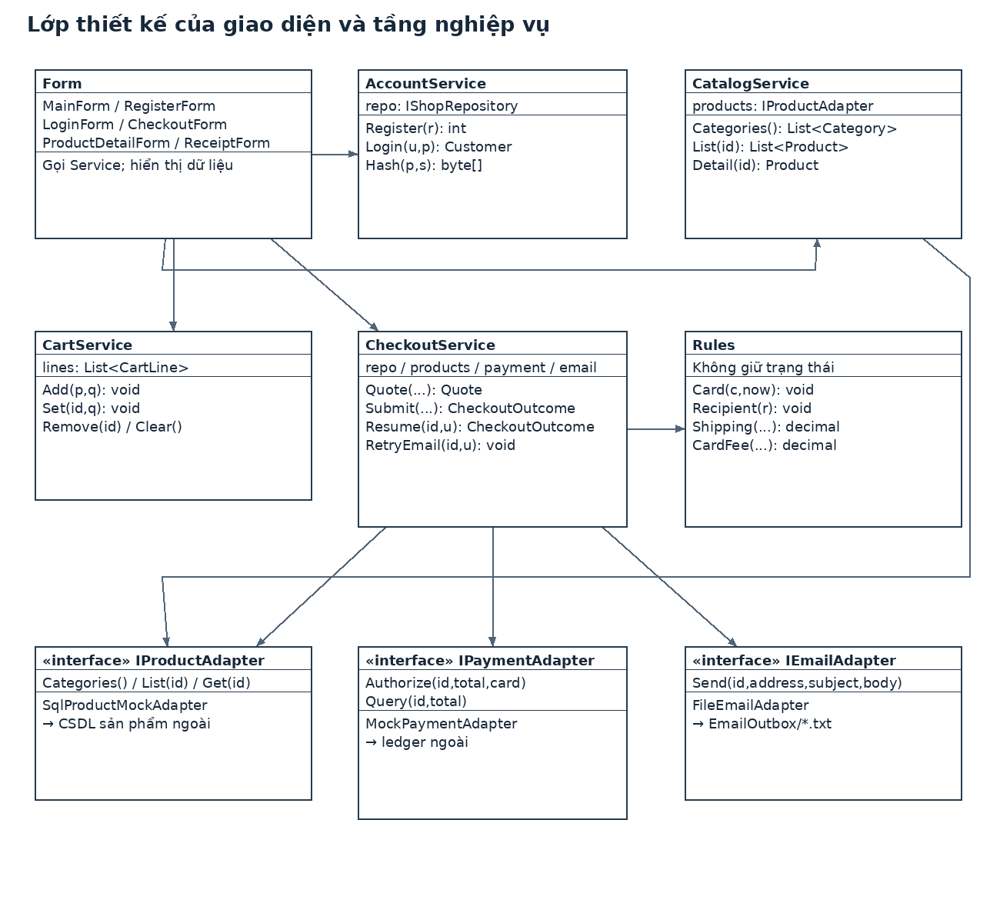 Lớp thiết kế của giao diện và tầng nghiệp vụ
Form
MainForm / RegisterForm
LoginForm / CheckoutForm
ProductDetailForm / ReceiptForm
Gọi Service; hiển thị dữ liệu
AccountService
repo: IShopRepository
Register(r): int
Login(u,p): Customer
Hash(p,s): byte[]
CatalogService
products: IProductAdapter
Categories(): List<Category>
List(id): List<Product>
Detail(id): Product
CartService
lines: List<CartLine>
Add(p,q): void
Set(id,q): void
Remove(id) / Clear()
CheckoutService
repo / products / payment / email
Quote(...): Quote
Submit(...): CheckoutOutcome
Resume(id,u): CheckoutOutcome
RetryEmail(id,u): void
Rules
Không giữ trạng thái
Card(c,now): void
Recipient(r): void
Shipping(...): decimal
CardFee(...): decimal
«interface» IProductAdapter
Categories() / List(id) / Get(id)
SqlProductMockAdapter
→ CSDL sản phẩm ngoài
«interface» IPaymentAdapter
Authorize(id,total,card)
Query(id,total)
MockPaymentAdapter
→ ledger ngoài
«interface» IEmailAdapter
Send(id,address,subject,body)
FileEmailAdapter
→ EmailOutbox/*.txt